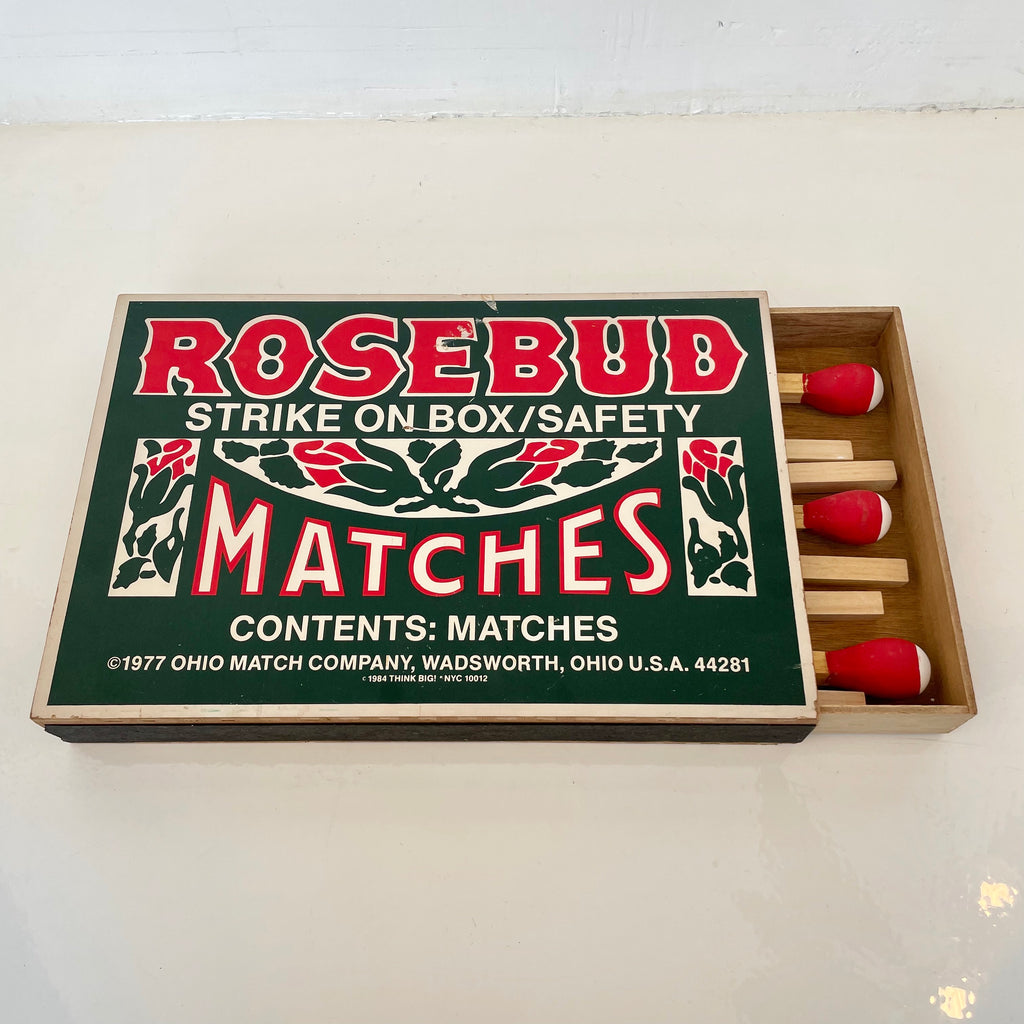 ROSEBUD
STRIKE ON BOX/SAFETY
MATCHES
CONTENTS: MATCHES
©1977 OHIO MATCH COMPANY, WADSWORTH, OHIO U.S.A. 44281
©1984 THINK BIG! ® NYC 10012